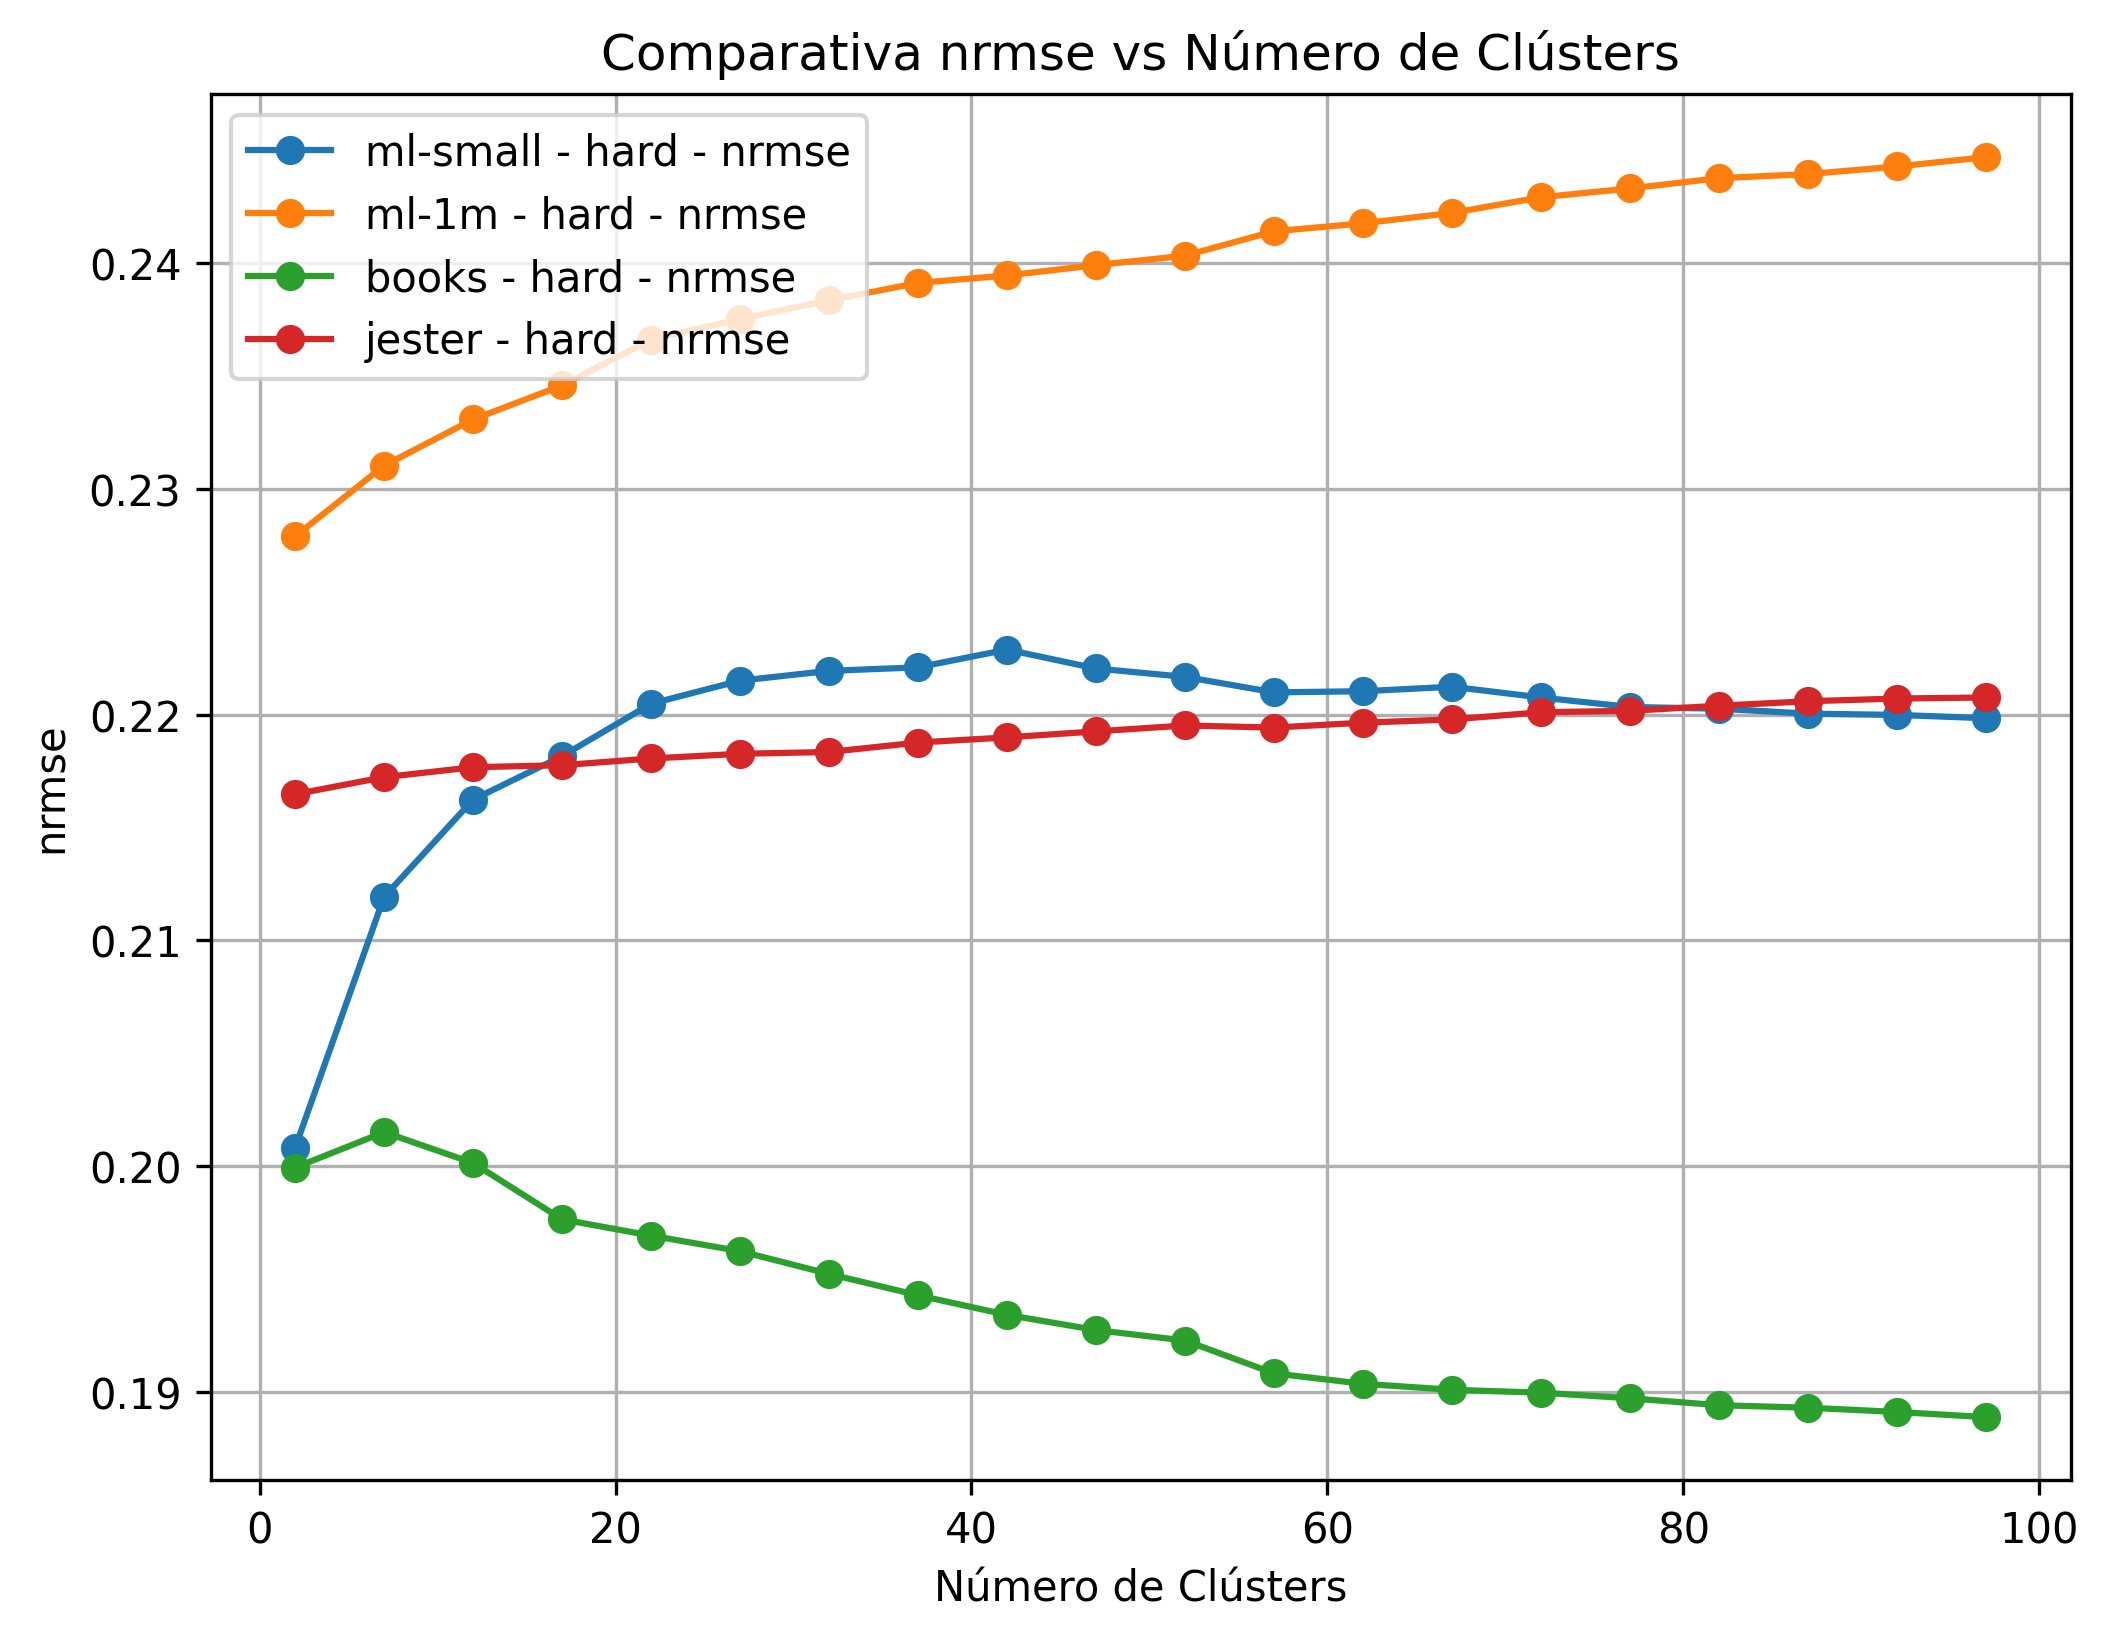 Comparativa nrmse vs Número de Clústers
ml-small - hard - nrmse
ml-1m - hard - nrmse
books - hard - nrmse
jester - hard - nrmse
nrmse
0.24
0.23
0.22
0.21
0.20
0.19
0 20 40 60 80 100
Número de Clústers